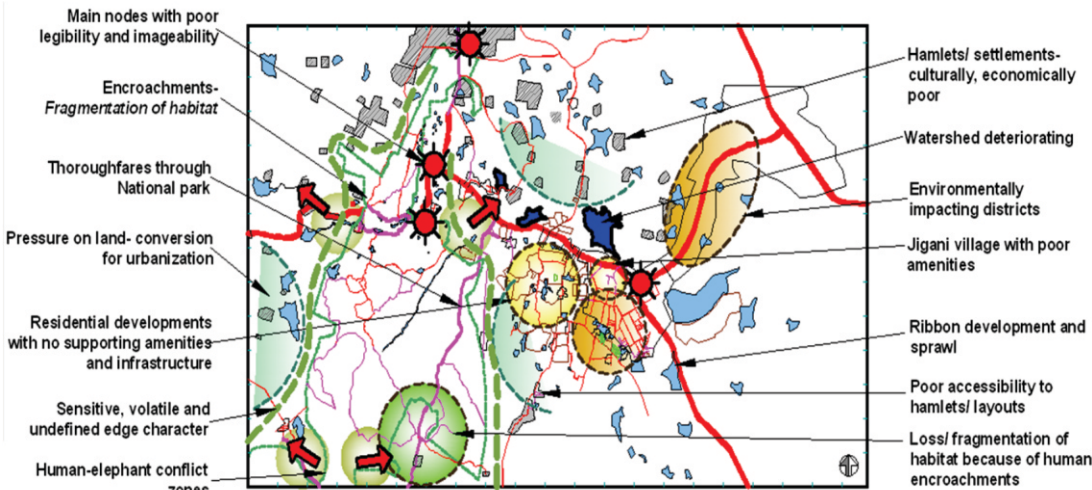 Main nodes with poor
legibility and imageability
Encroachments-
Fragmentation of habitat
Thoroughfares through
National park
Pressure on land- conversion
for urbanization
Residential developments
with no supporting amenities
and infrastructure
Sensitive, volatile and
undefined edge character
Human-elephant conflict
zones
Hamlets/ settlements-
culturally, economically
poor
Watershed deteriorating
Environmentally
impacting districts
Jigani village with poor
amenities
Ribbon development and
sprawl
Poor accessibility to
hamlets/ layouts
Loss/ fragmentation of
habitat because of human
encroachments